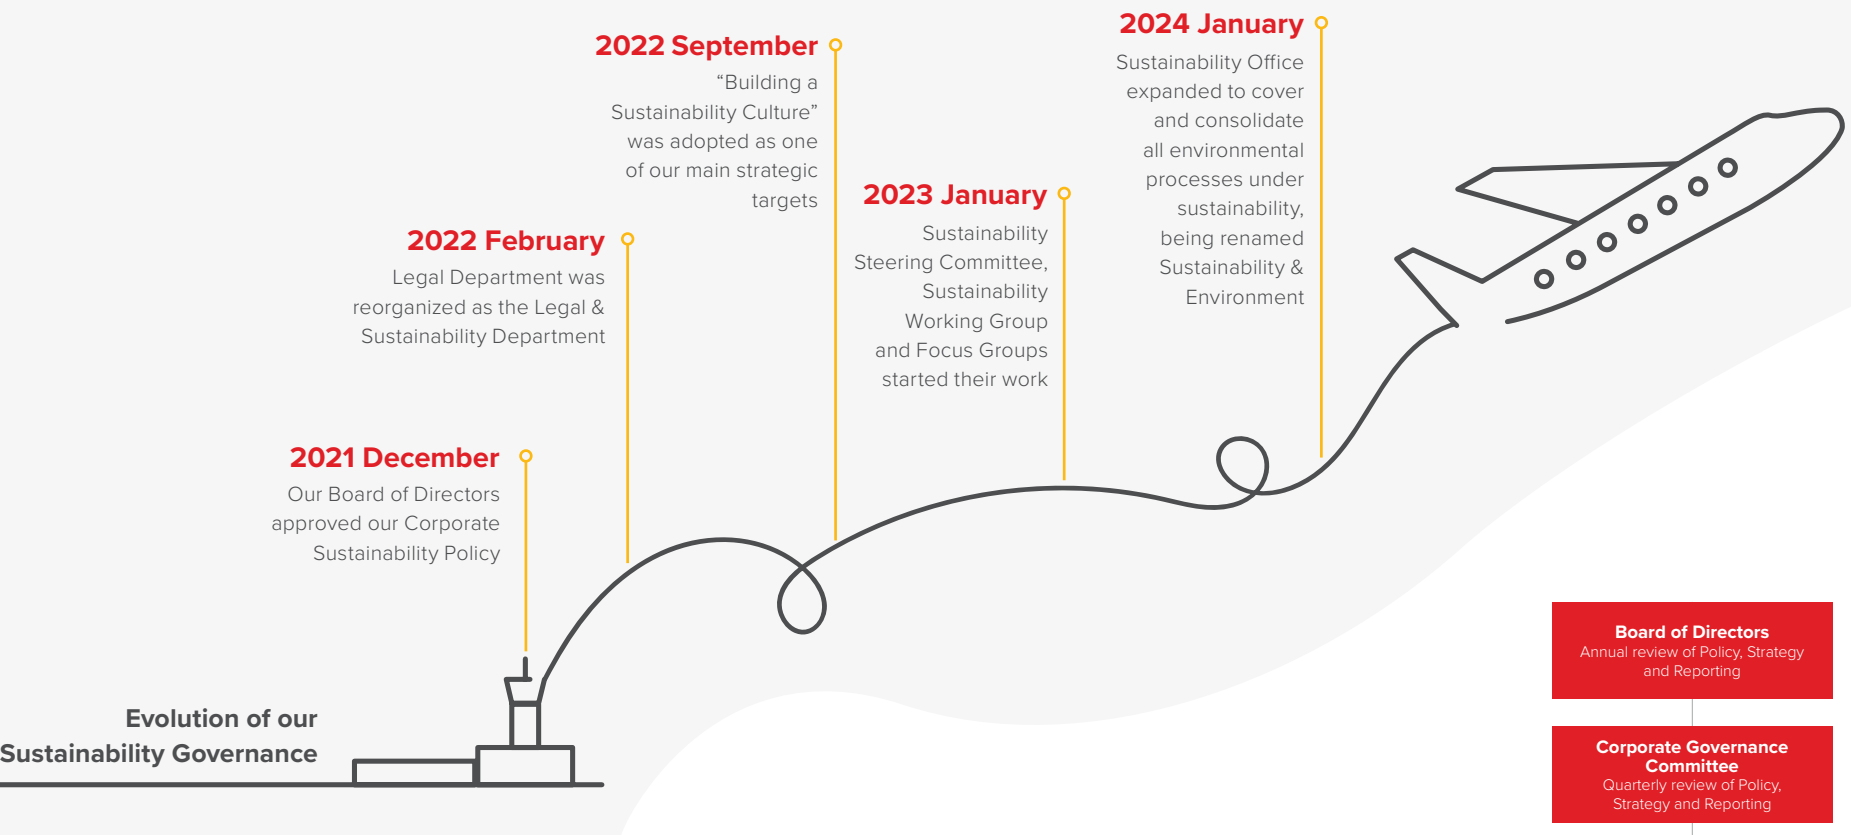 2024 January
Sustainability Office
expanded to cover
and consolidate
all environmental
processes under
sustainability,
being renamed
Sustainability &
Environment
2022 September
“Building a
Sustainability Culture”
was adopted as one
of our main strategic
targets
2023 January
Sustainability
Steering Committee,
Sustainability
Working Group
and Focus Groups
started their work
2022 February
Legal Department was
reorganized as the Legal &
Sustainability Department
2021 December
Our Board of Directors
approved our Corporate
Sustainability Policy
Evolution of our
Sustainability Governance
Board of Directors
Annual review of Policy, Strategy
and Reporting
Corporate Governance
Committee
Quarterly review of Policy,
Strategy and Reporting